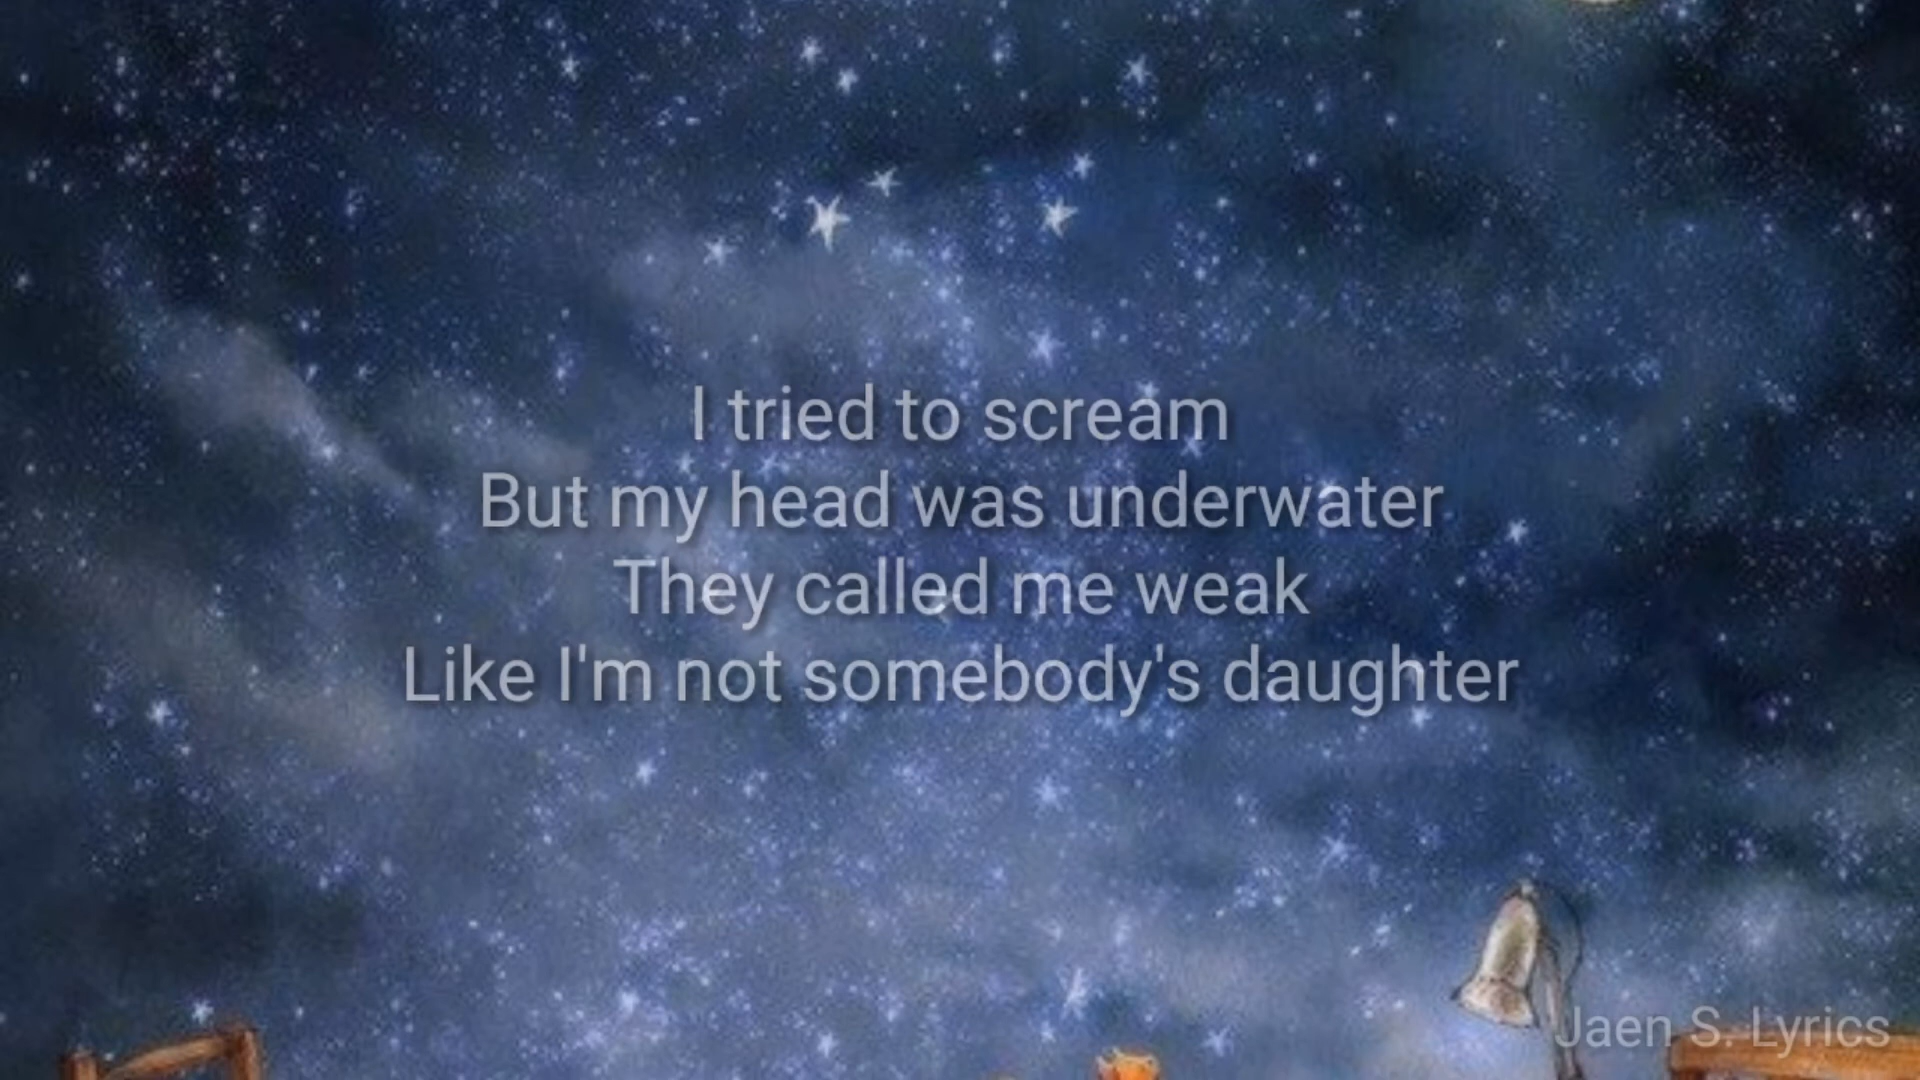 I tried to scream
But my head was underwater
They called me weak
Like I'm not somebody's daughter
Jaen S. Lyrics